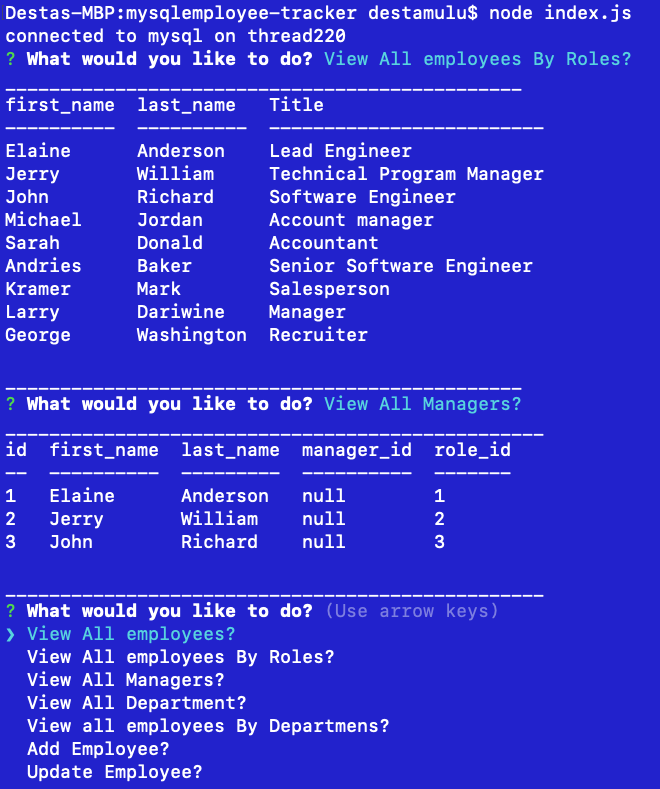 Destas-MBP:mysqlemployee-tracker destamulu$ node index.js
connected to mysql on thread220
? What would you like to do? View All employees By Roles?
_______________________________________________
first_name  last_name   Title
----------  ----------  -------------------------
Elaine      Anderson    Lead Engineer
Jerry       William     Technical Program Manager
John        Richard     Software Engineer
Michael     Jordan      Account manager
Sarah       Donald      Accountant
Andries     Baker       Senior Software Engineer
Kramer      Mark        Salesperson
Larry       Dariwine    Manager
George      Washington  Recruiter
_______________________________________________
? What would you like to do? View All Managers?
_________________________________________________
id  first_name  last_name  manager_id  role_id
--  ----------  ---------  ----------  -------
1   Elaine      Anderson   null        1
2   Jerry       William    null        2
3   John        Richard    null        3
_________________________________________________
? What would you like to do? (Use arrow keys)
❯ View All employees?
  View All employees By Roles?
  View All Managers?
  View All Department?
  View all employees By Departmens?
  Add Employee?
  Update Employee?